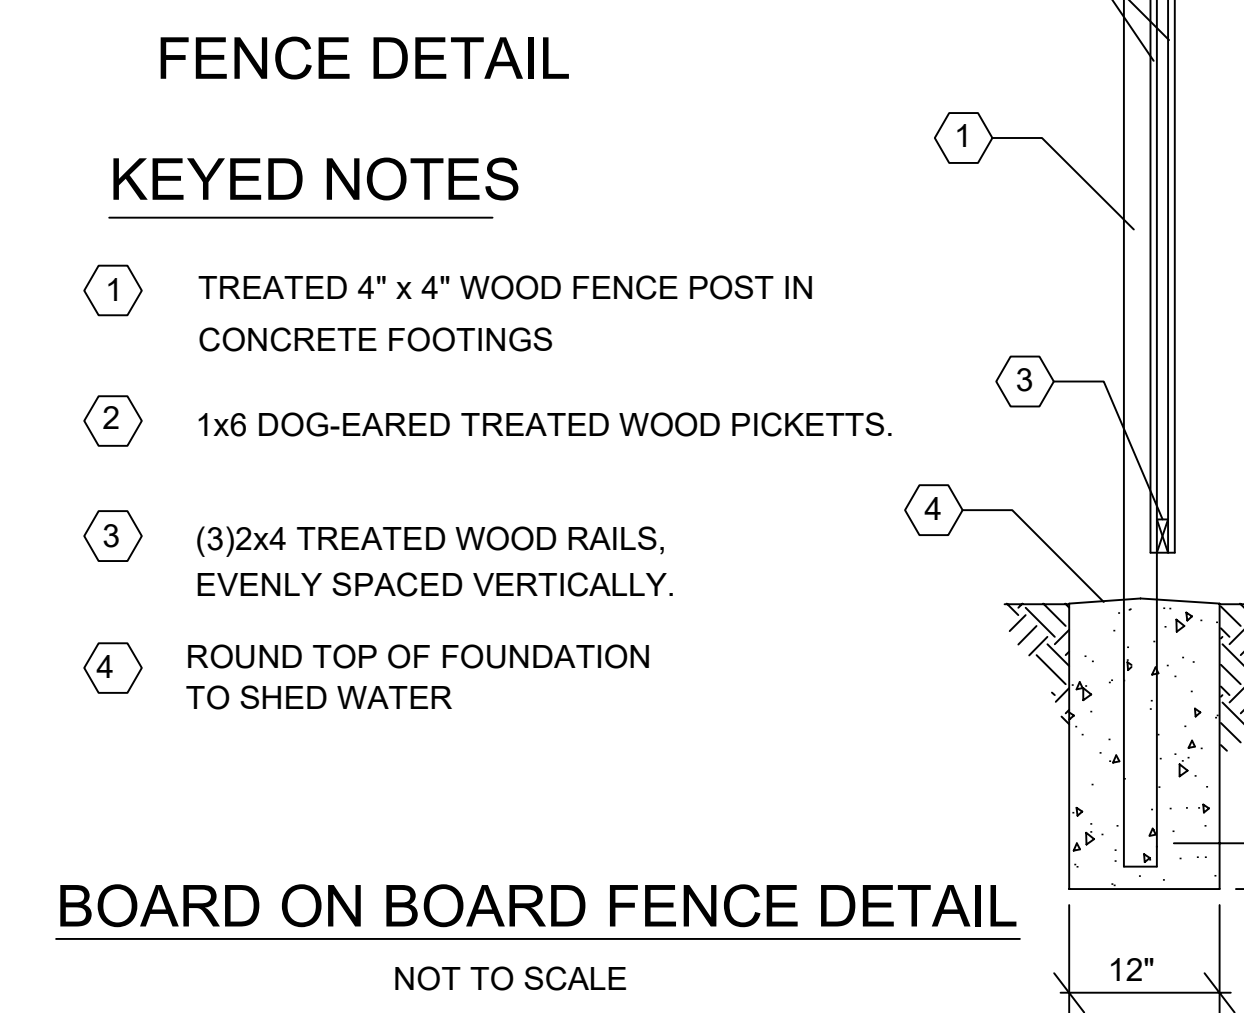 FENCE DETAIL
KEYED NOTES
1 TREATED 4" x 4" WOOD FENCE POST IN
CONCRETE FOOTINGS
2 1x6 DOG-EARED TREATED WOOD PICKETTS.
3 (3)2x4 TREATED WOOD RAILS,
EVENLY SPACED VERTICALLY.
4 ROUND TOP OF FOUNDATION
TO SHED WATER
BOARD ON BOARD FENCE DETAIL
NOT TO SCALE
1
3
4
12"